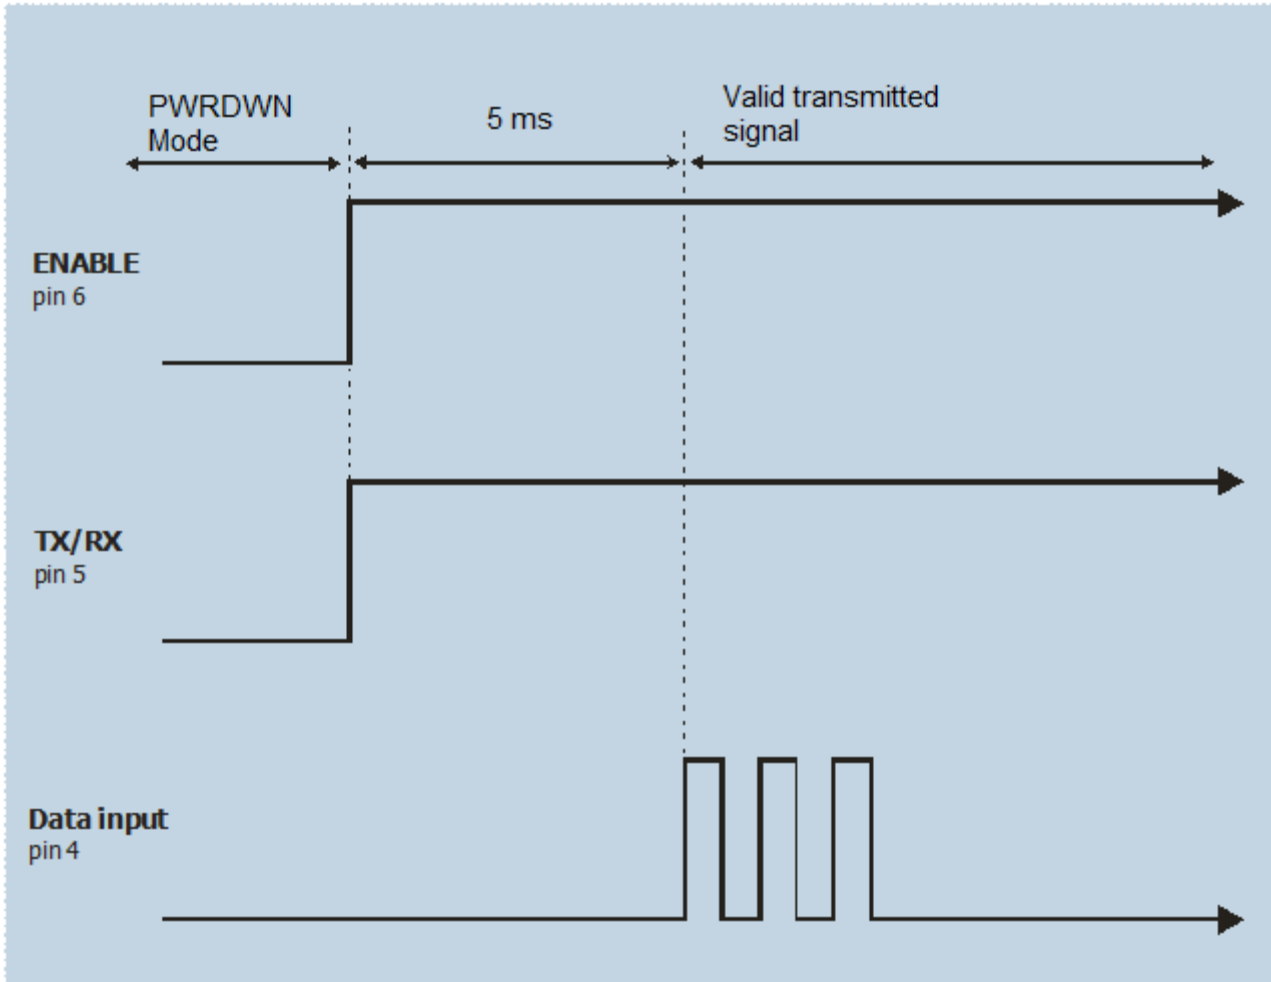 PWRDWN
Mode
5 ms
Valid transmitted
signal
ENABLE
pin 6
TX/RX
pin 5
Data input
pin 4